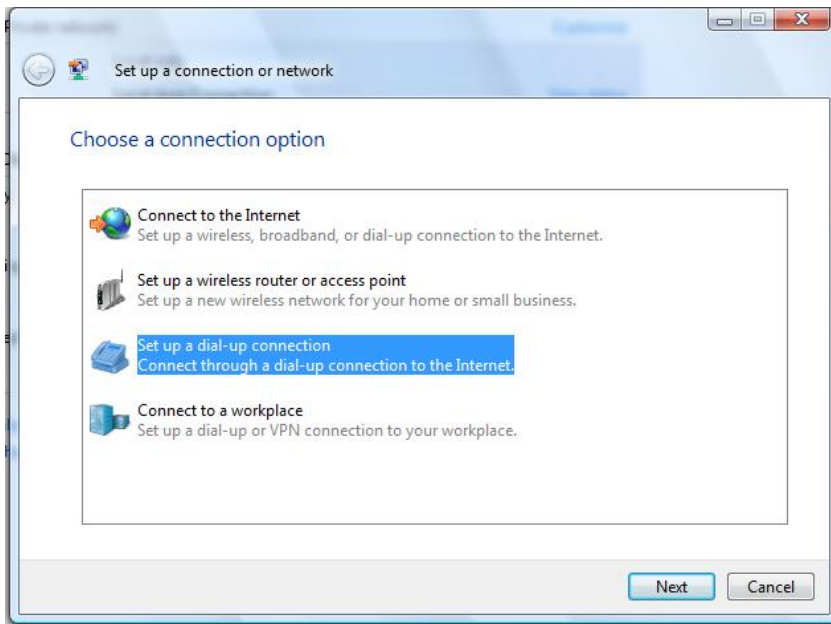 Set up a connection or network
Choose a connection option
Connect to the Internet
Set up a wireless, broadband, or dial-up connection to the Internet.
Set up a wireless router or access point
Set up a new wireless network for your home or small business.
Set up a dial-up connection
Connect through a dial-up connection to the Internet.
Connect to a workplace
Set up a dial-up or VPN connection to your workplace.
Next
Cancel